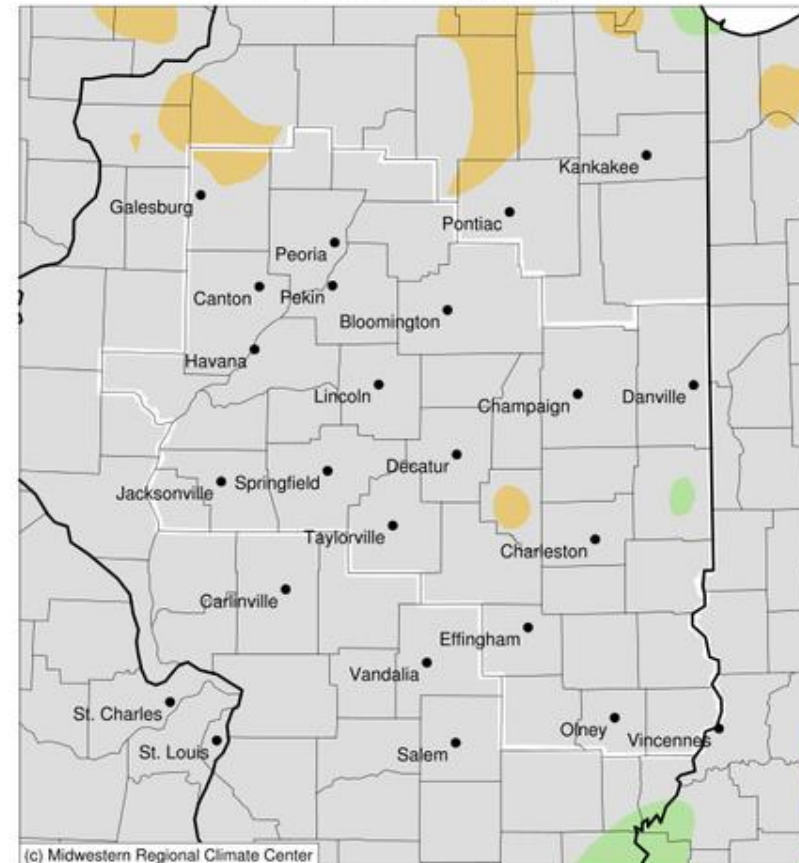 Kankakee
Galesburg
Pontiac
Peoria
Canton
Pekin
Bloomington
Havana
Lincoln
Champaign
Danville
Decatur
Springfield
Jacksonville
Taylorville
Charleston
Carlinville
Effingham
Vandalia
St. Charles
Olney
Vincennes
St. Louis
Salem
(c) Midwestern Regional Climate Center